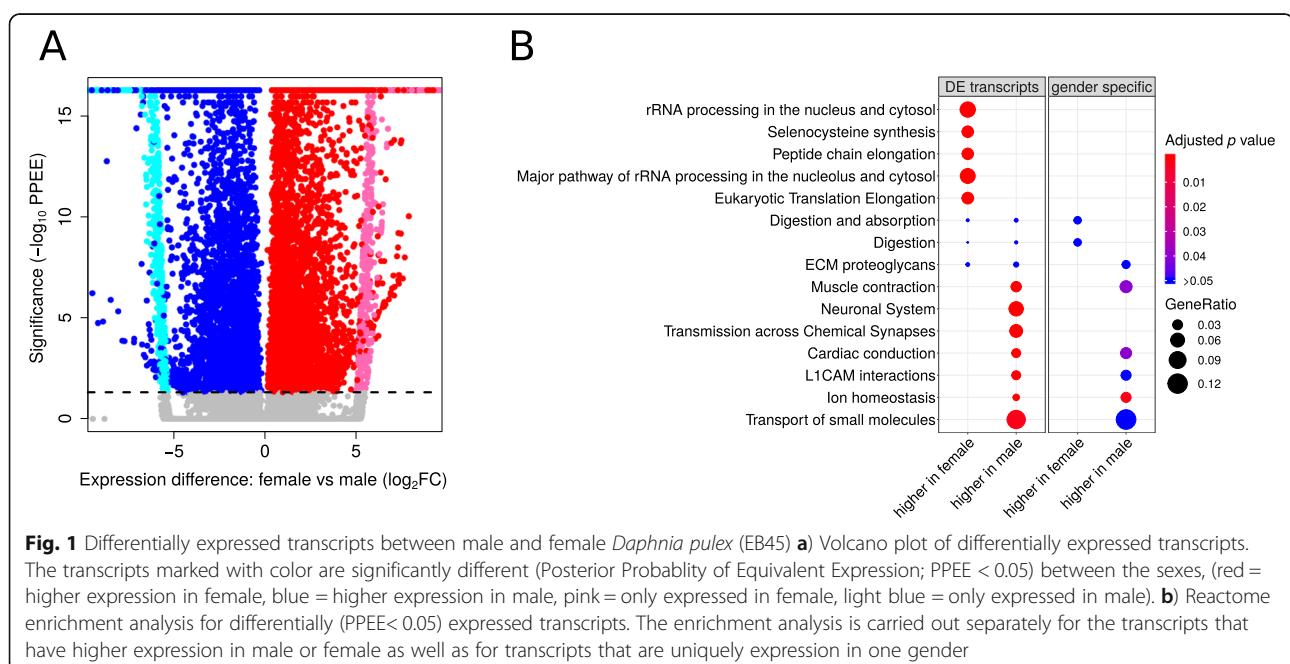 A
B
15
10
5
0
Significance (−log10 PPEE)
−5 0 5
Expression difference: female vs male (log2FC)
DE transcripts gender specific
rRNA processing in the nucleus and cytosol
Selenocysteine synthesis
Peptide chain elongation
Major pathway of rRNA processing in the nucleolus and cytosol
Eukaryotic Translation Elongation
Digestion and absorption
Digestion
ECM proteoglycans
Muscle contraction
Neuronal System
Transmission across Chemical Synapses
Cardiac conduction
L1CAM interactions
Ion homeostasis
Transport of small molecules
higher in female
higher in male
higher in female
higher in male
Adjusted p value
0.01
0.02
0.03
0.04
>0.05
GeneRatio
0.03
0.06
0.09
0.12
Fig. 1 Differentially expressed transcripts between male and female Daphnia pulex (EB45) a) Volcano plot of differentially expressed transcripts.
The transcripts marked with color are significantly different (Posterior Probablity of Equivalent Expression; PPEE < 0.05) between the sexes, (red =
higher expression in female, blue = higher expression in male, pink = only expressed in female, light blue = only expressed in male). b) Reactome
enrichment analysis for differentially (PPEE< 0.05) expressed transcripts. The enrichment analysis is carried out separately for the transcripts that
have higher expression in male or female as well as for transcripts that are uniquely expression in one gender